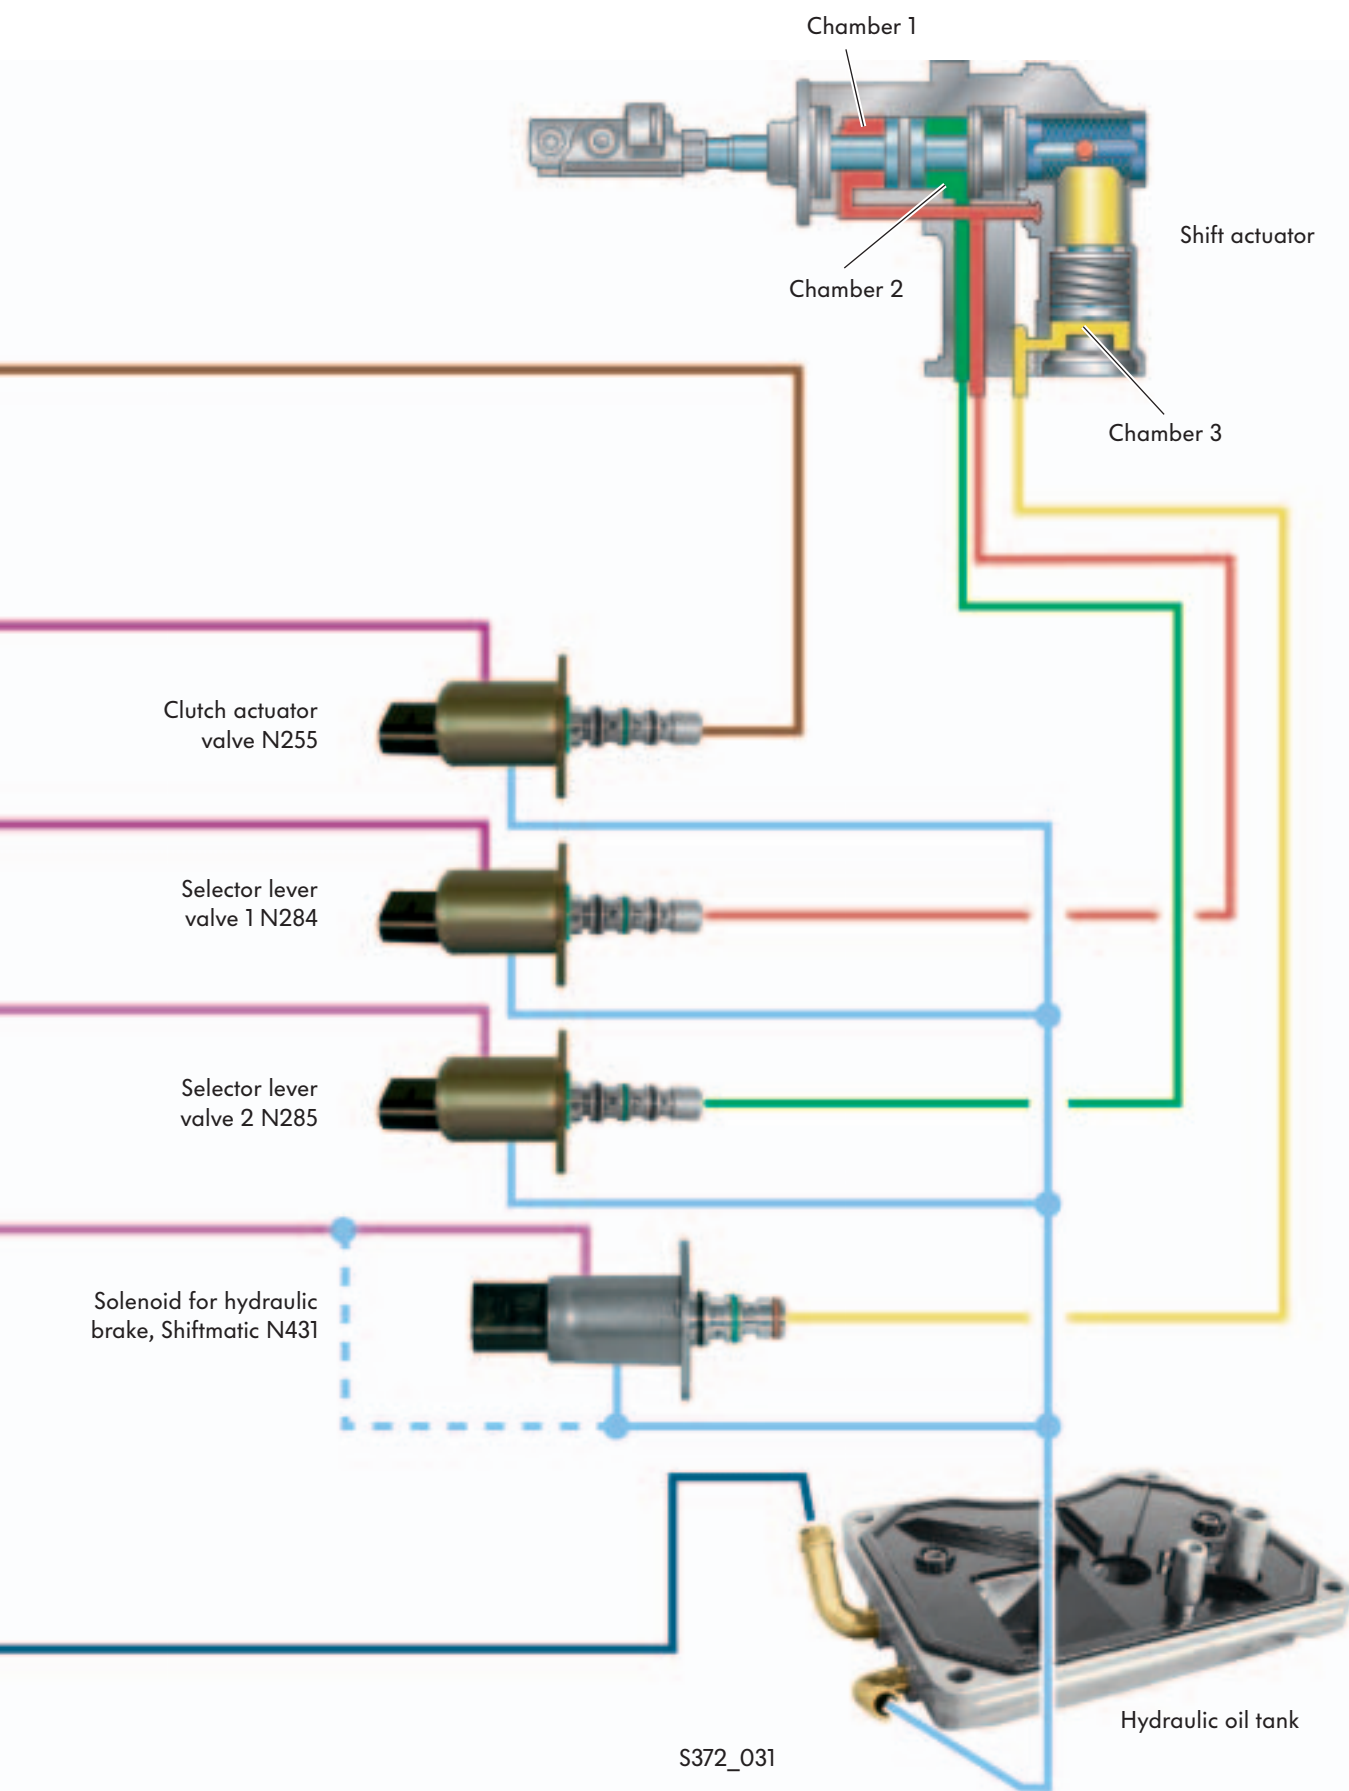 Chamber 1
Shift actuator
Chamber 2
Chamber 3
Clutch actuator
valve N255
Selector lever
valve 1 N284
Selector lever
valve 2 N285
Solenoid for hydraulic
brake, Shiftmatic N431
Hydraulic oil tank
S372_031